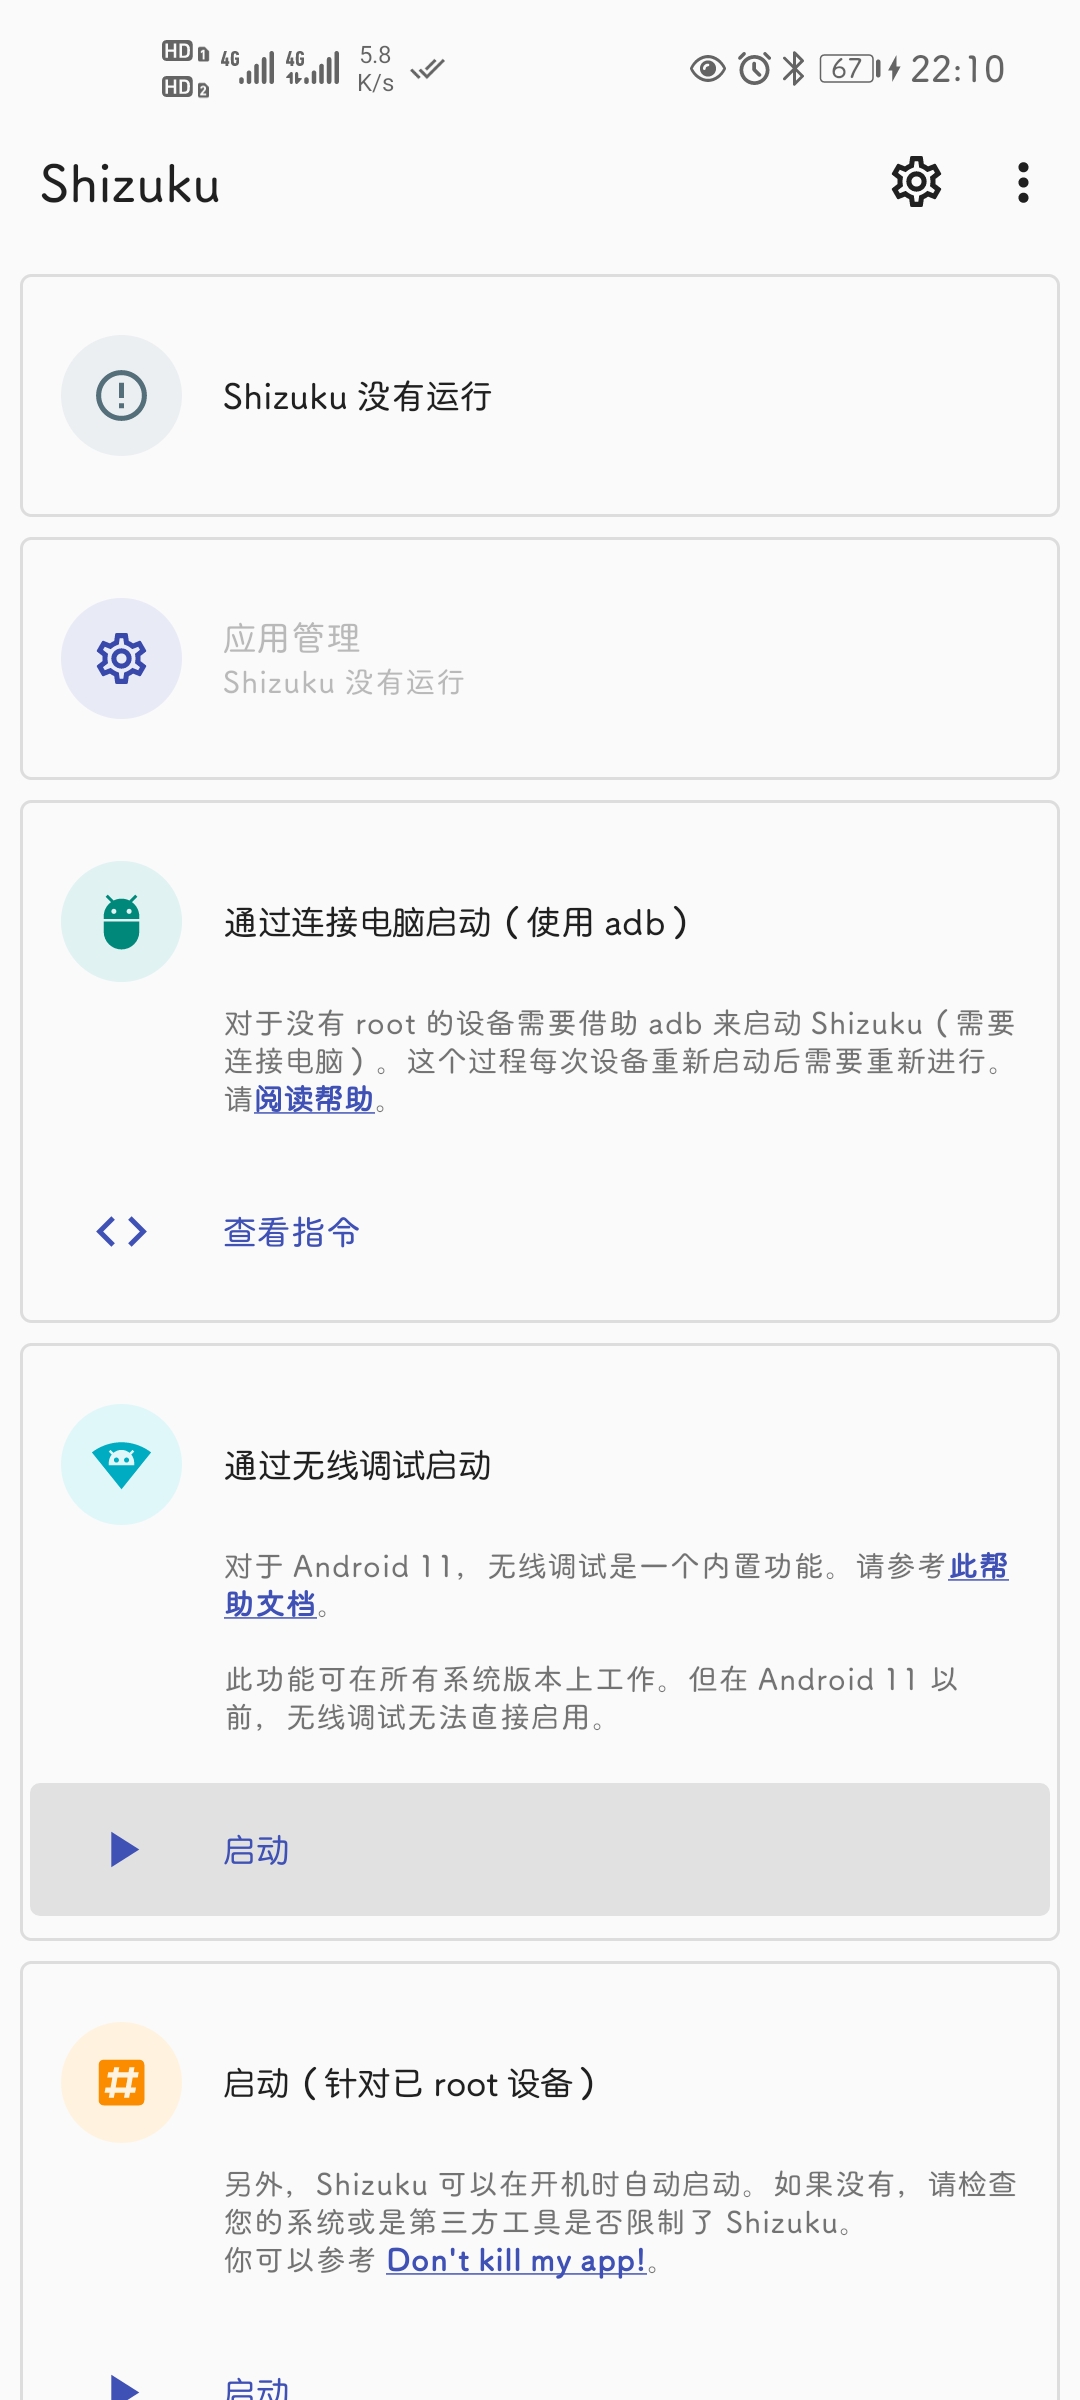 HD 1 4G 4G 5.8 K/s 67 22:10
HD 2
Shizuku
Shizuku 没有运行
应用管理
Shizuku 没有运行
通过连接电脑启动（使用 adb）
对于没有 root 的设备需要借助 adb 来启动 Shizuku（需要
连接电脑）。这个过程每次设备重新启动后需要重新进行。
请阅读帮助。
查看指令
通过无线调试启动
对于 Android 11，无线调试是一个内置功能。请参考此帮
助文档。
此功能可在所有系统版本上工作。但在 Android 11 以
前，无线调试无法直接启用。
启动
启动（针对已 root 设备）
另外，Shizuku 可以在开机时自动启动。如果没有，请检查
您的系统或是第三方工具是否限制了 Shizuku。
你可以参考 Don't kill my app!。
启动